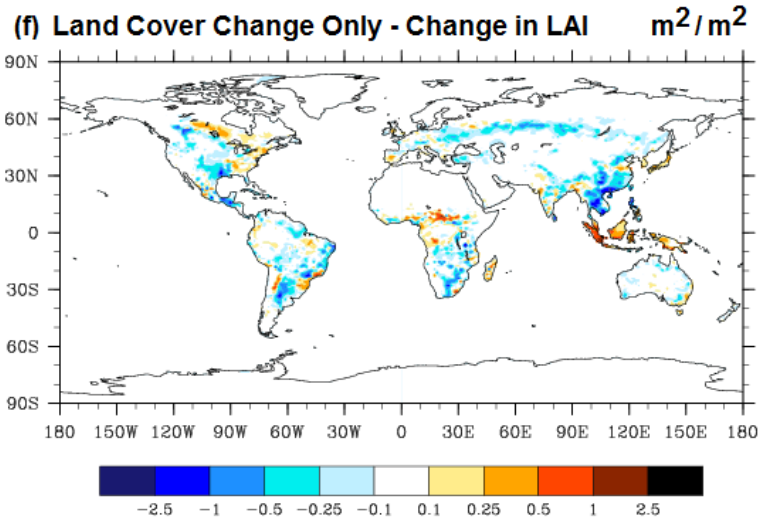 (f) Land Cover Change Only - Change in LAI m²/m²
90N
60N
30N
0
30S
60S
90S
180 150W 120W 90W 60W 30W 0 30E 60E 90E 120E 150E 180
−2.5 −1 −0.5 −0.25 −0.1 0.1 0.25 0.5 1 2.5